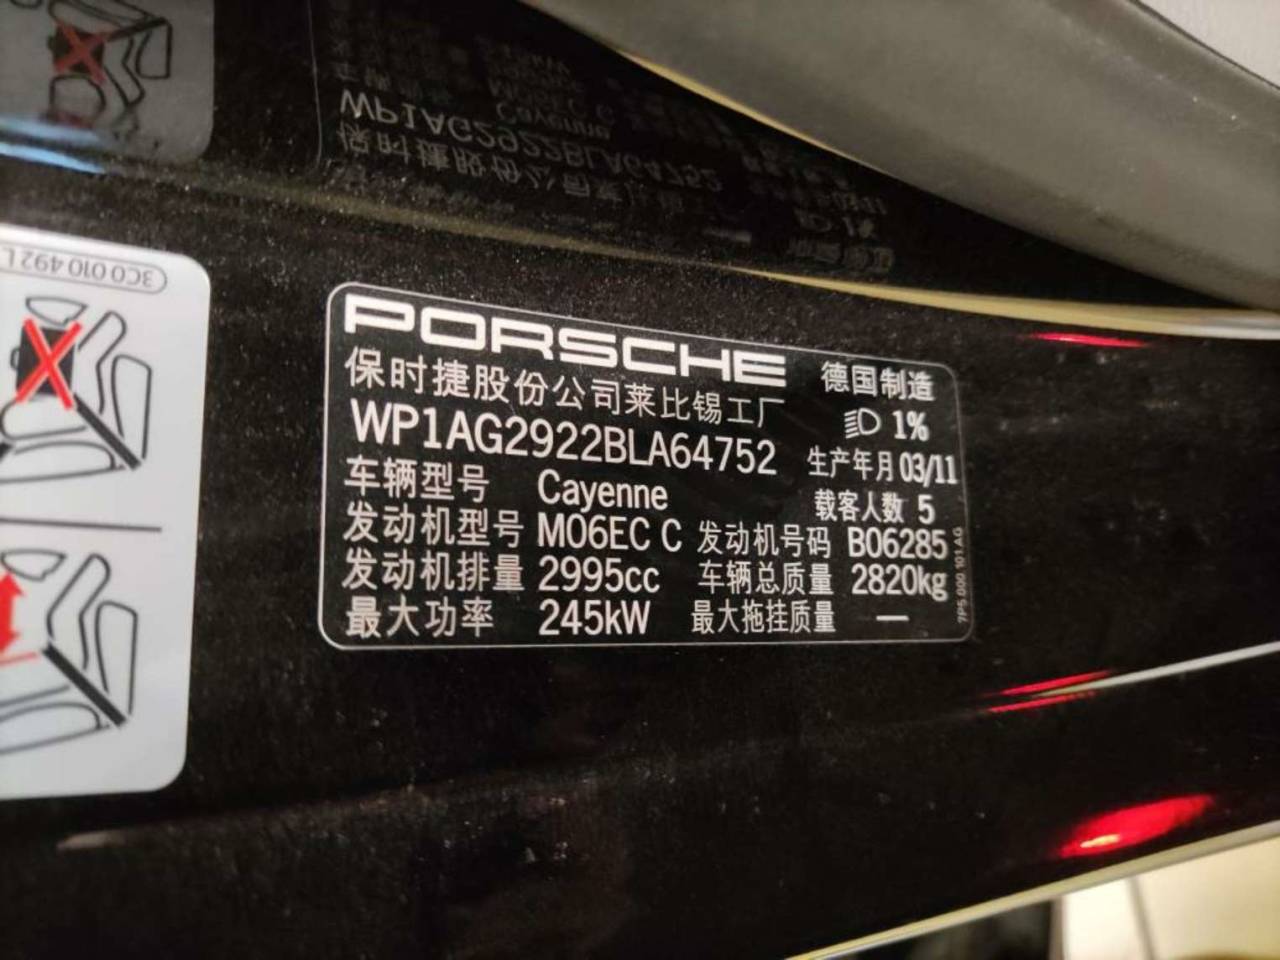 3C0 010 492 L
PORSCHE 德国制造
保时捷股份公司莱比锡工厂 1%
WP1AG2922BLA64752 生产年月 03/11
车辆型号 Cayenne 载客人数 5
发动机型号 M06EC C 发动机号码 B06285
发动机排量 2995cc 车辆总质量 2820kg
最大功率 245kW 最大拖挂质量 —
7P5 000 101 AG
WP1AG2922BLA64752
Cayenne